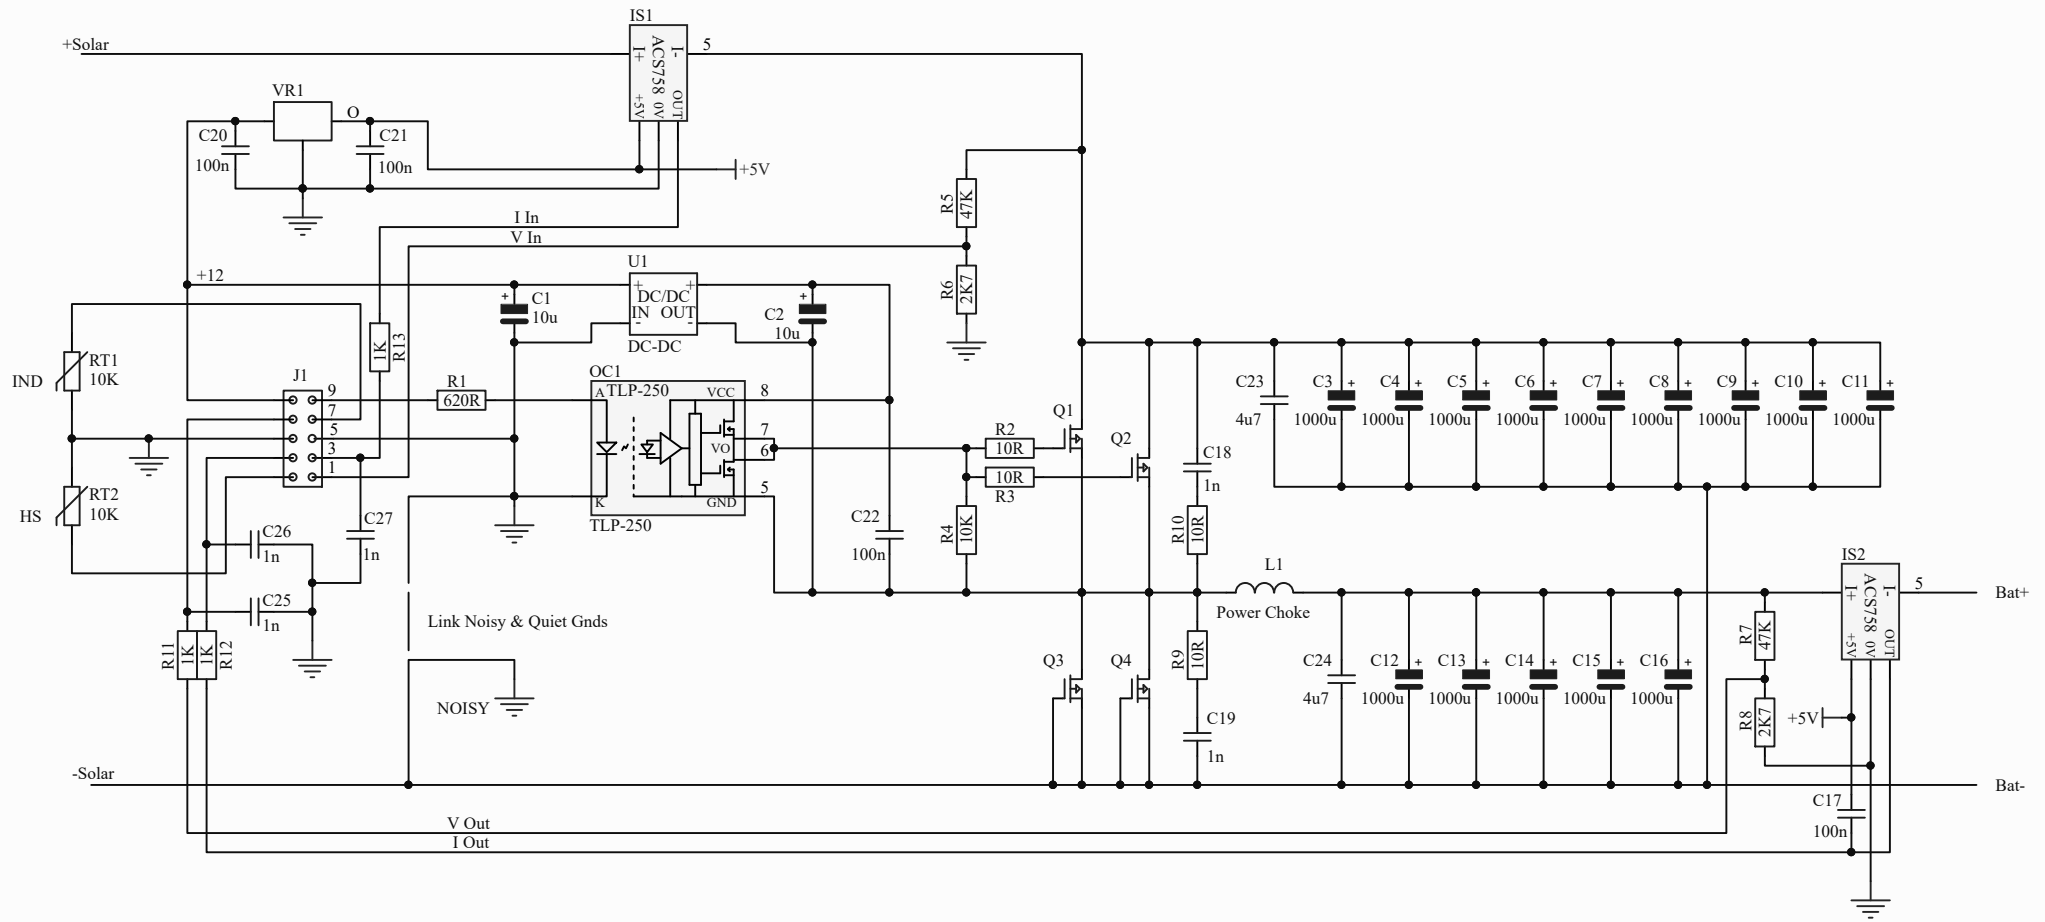 IS1
+Solar
I+
ACS758
I-
+5V
0V
OUT
5
VR1
O
C20
100n
C21
100n
+5V
I In
V In
R5
47K
R6
2K7
+12
U1
+
+
DC/DC
IN OUT
-
-
DC-DC
+
C1
10u
+
C2
10u
IND
RT1
10K
HS
RT2
10K
1K
R13
J1
9
7
5
3
1
R1
620R
OC1
A
TLP-250
VCC
VO
K
GND
TLP-250
8
7
6
5
C22
100n
R4
10K
R2
10R
10R
R3
Q1
Q2
C18
1n
R10
10R
C23
4u7
C3
+
1000u
C4
+
1000u
C5
+
1000u
C6
+
1000u
C7
+
1000u
C8
+
1000u
C9
+
1000u
C10
+
1000u
C11
+
1000u
C26
1n
C27
1n
C25
1n
R11
1K
1K
R12
Link Noisy & Quiet Gnds
NOISY
L1
Power Choke
Q3
Q4
R9
10R
C19
1n
C24
4u7
C12
+
1000u
C13
+
1000u
C14
+
1000u
C15
+
1000u
C16
+
1000u
R7
47K
R8
2K7
IS2
I+
ACS758
I-
+5V
0V
OUT
5
Bat+
+5V
C17
100n
-Solar
Bat-
V Out
I Out